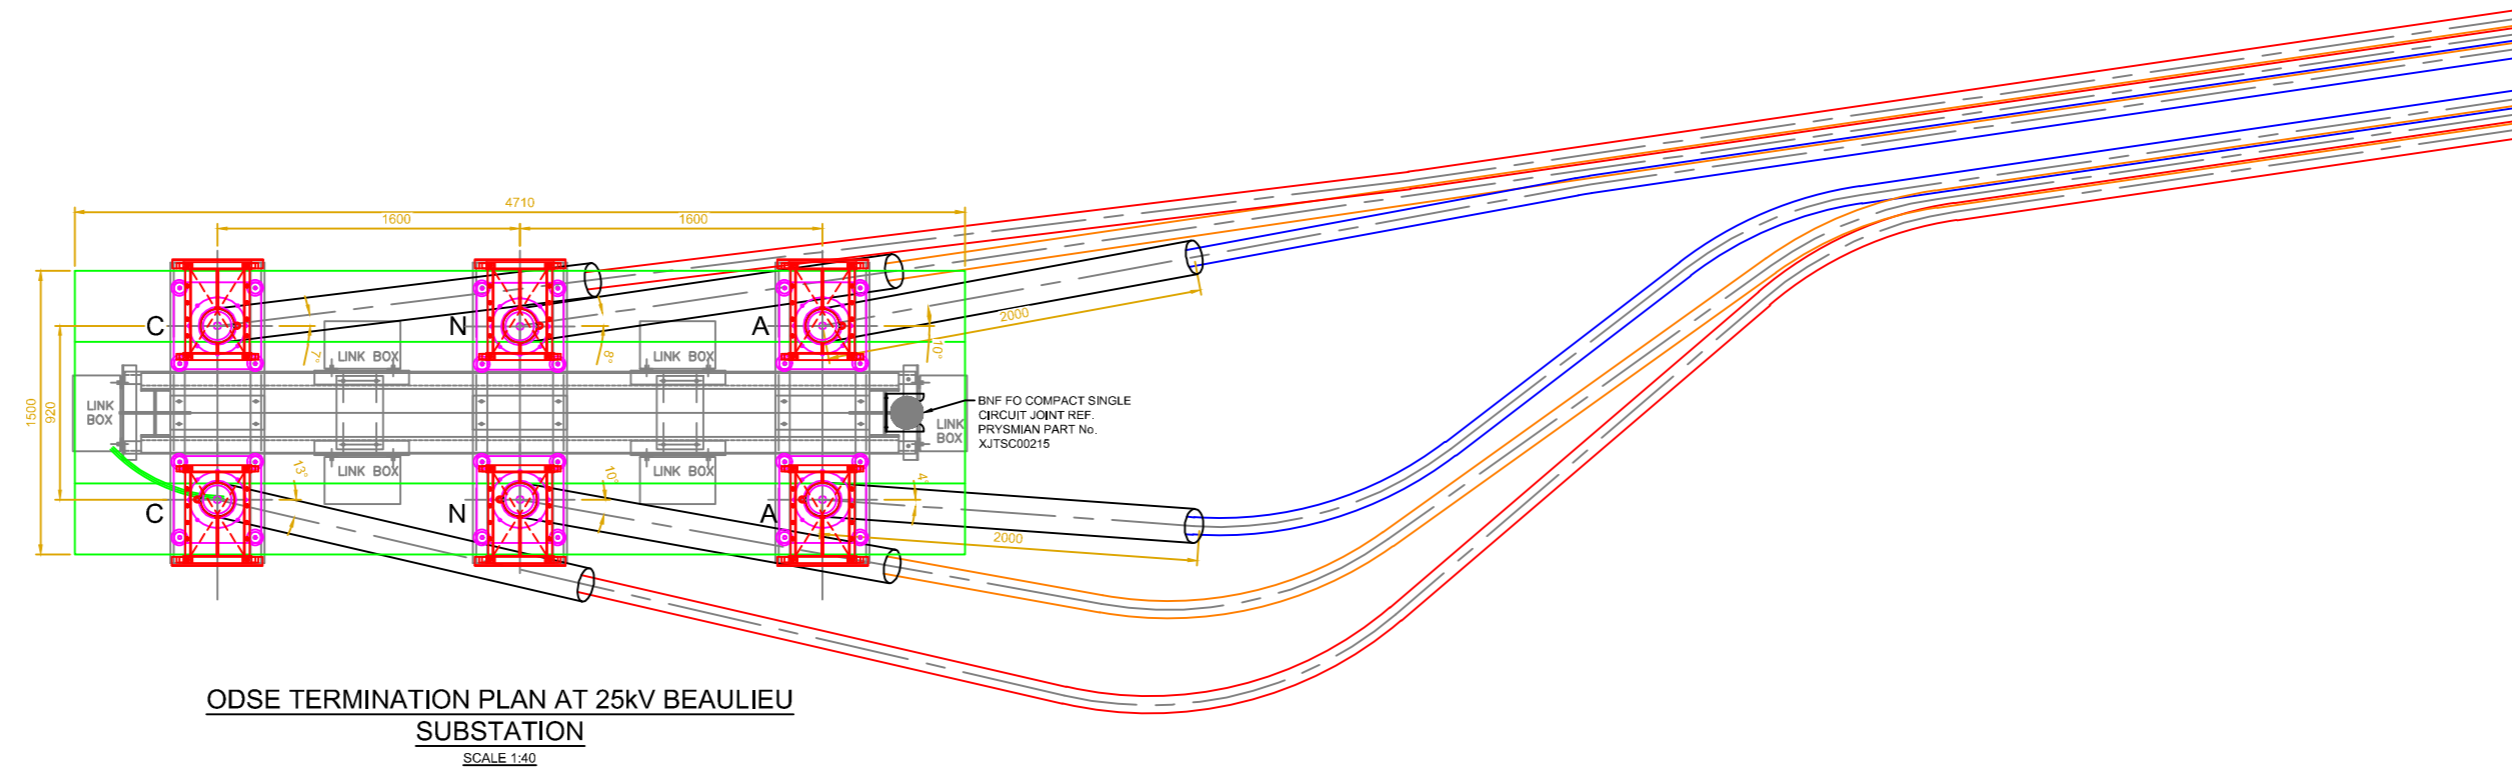 4710
1600
1600
C
N
A
2000
7°
8°
10°
LINK BOX
LINK BOX
1500
920
LINK
BOX
BNF FO COMPACT SINGLE
CIRCUIT JOINT REF.
PRYSMIAN PART No.
XJTSC00215
LINK
BOX
LINK BOX
LINK BOX
13°
10°
4°
C
N
A
2000
ODSE TERMINATION PLAN AT 25kV BEAULIEU
SUBSTATION
SCALE 1:40